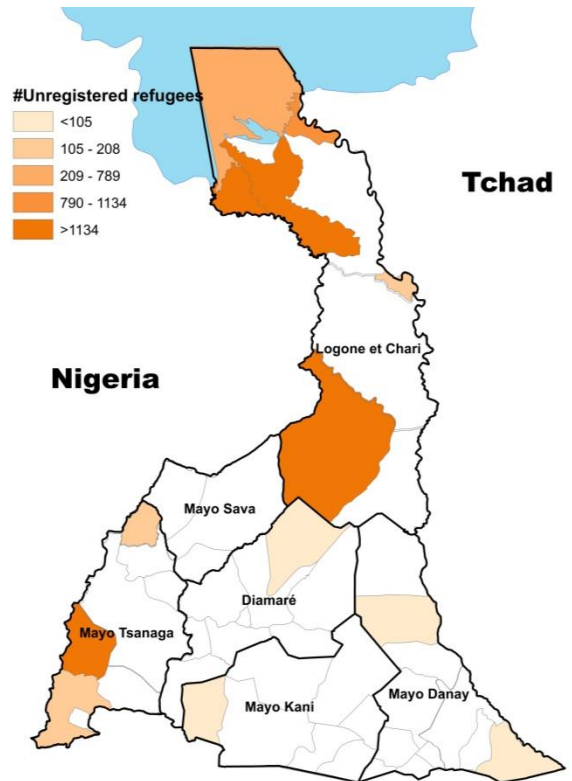 #Unregistered refugees
<105
105 - 208
209 - 789
790 - 1134
>1134
Tchad
Logone et Chari
Nigeria
Mayo Sava
Diamaré
Mayo Tsanaga
Mayo Kani
Mayo Danay